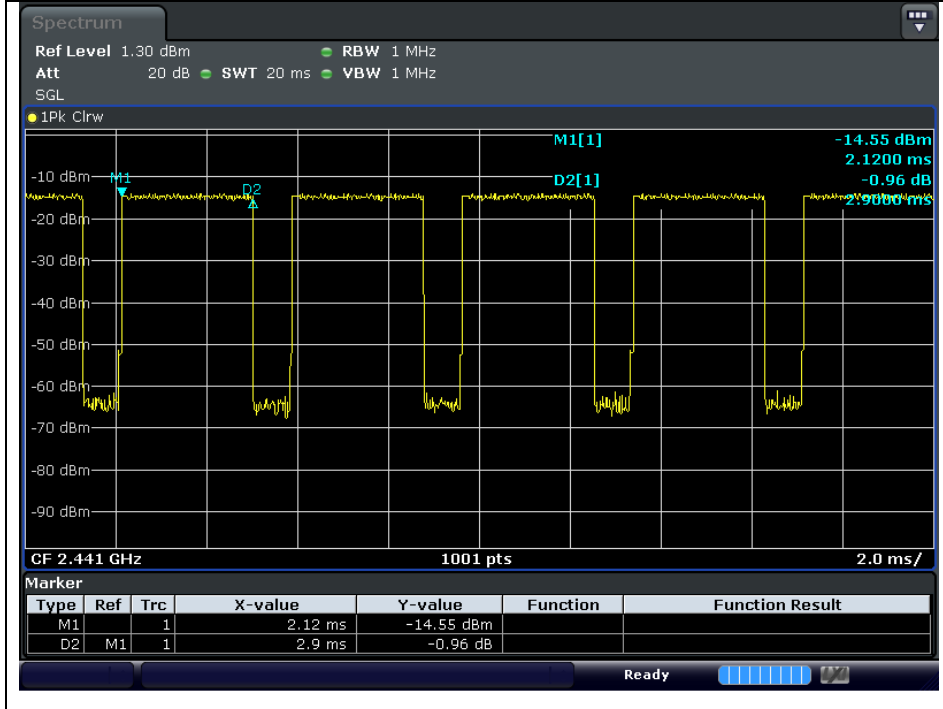 Spectrum
Ref Level 1.30 dBm RBW 1 MHz
Att 20 dB SWT 20 ms VBW 1 MHz
SGL
1Pk Clrw
M1[1] -14.55 dBm
2.1200 ms
-10 dBm M1 D2[1] -0.96 dB
D2 2.9000 ms
-20 dBm
-30 dBm
-40 dBm
-50 dBm
-60 dBm
-70 dBm
-80 dBm
-90 dBm
CF 2.441 GHz 1001 pts 2.0 ms/
Marker
Type Ref Trc X-value Y-value Function Function Result
M1 1 2.12 ms -14.55 dBm
D2 M1 1 2.9 ms -0.96 dB
Ready